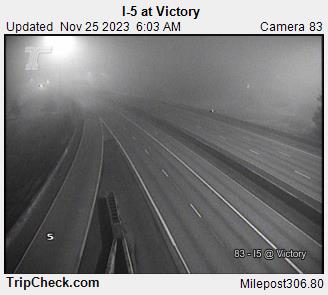 I-5 at Victory
Updated Nov 25 2023 6:03 AM Camera 83
S
83 - I5 @ Victory
TripCheck.com Milepost306.80